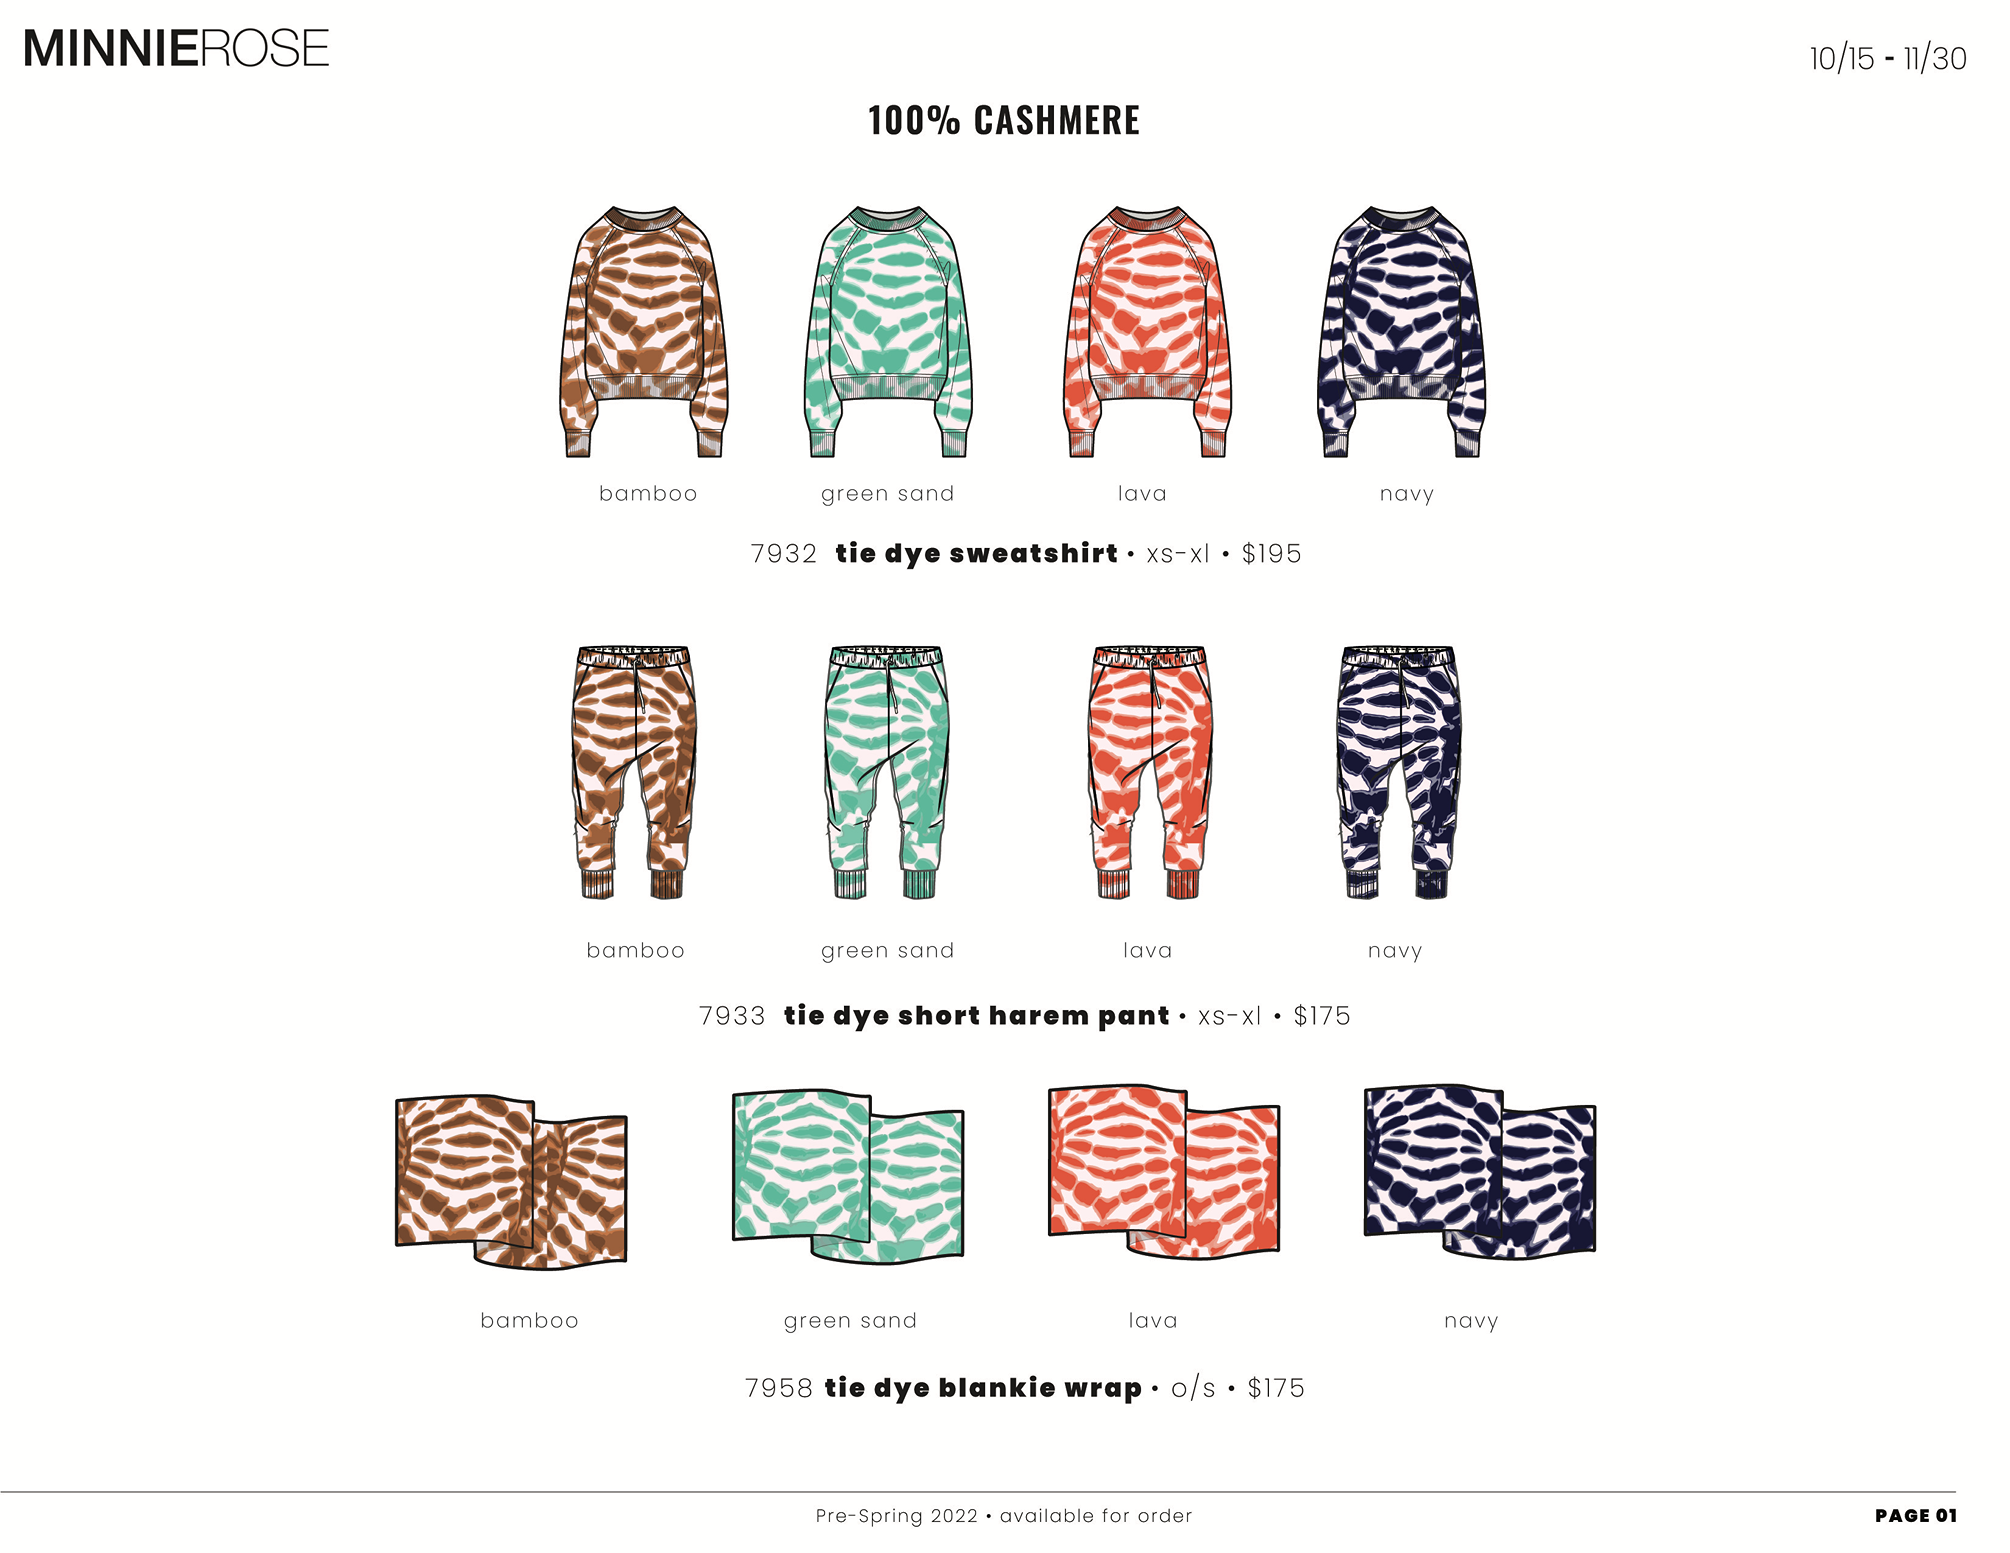 MINNIEROSE
10/15 - 11/30
100% CASHMERE
bamboo green sand lava navy
7932 tie dye sweatshirt • xs-xl • $195
bamboo green sand lava navy
7933 tie dye short harem pant • xs-xl • $175
bamboo green sand lava navy
7958 tie dye blankie wrap • o/s • $175
Pre-Spring 2022 • available for order
PAGE 01